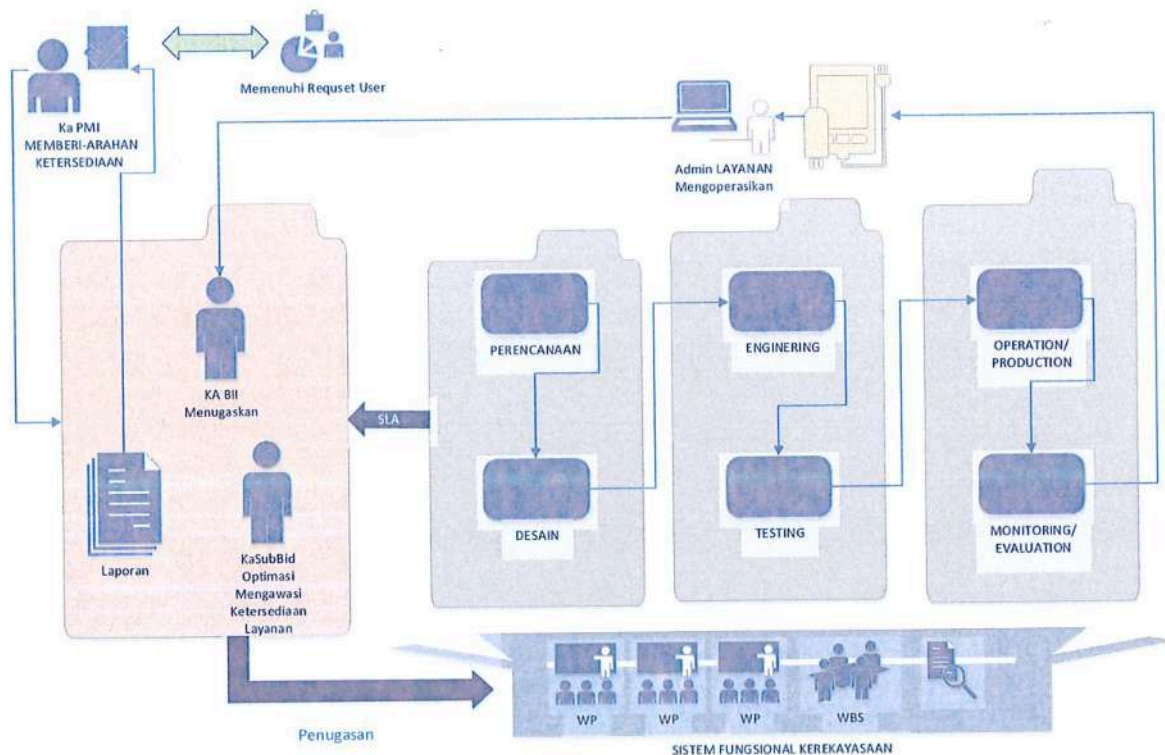 Memenuhi Requset User
Ka PMI
MEMBERI-ARAHAN
KETERSEDIAAN
Admin LAYANAN
Mengoperasikan
KA BII
Menugaskan
Laporan
KaSubBid
Optimasi
Mengawasi
Ketersediaan
Layanan
SLA
PERENCANAAN
DESAIN
ENGINERING
TESTING
OPERATION/
PRODUCTION
MONITORING/
EVALUATION
Penugasan
WP
WP
WP
WBS
SISTEM FUNGSIONAL KEREKAYASAAN